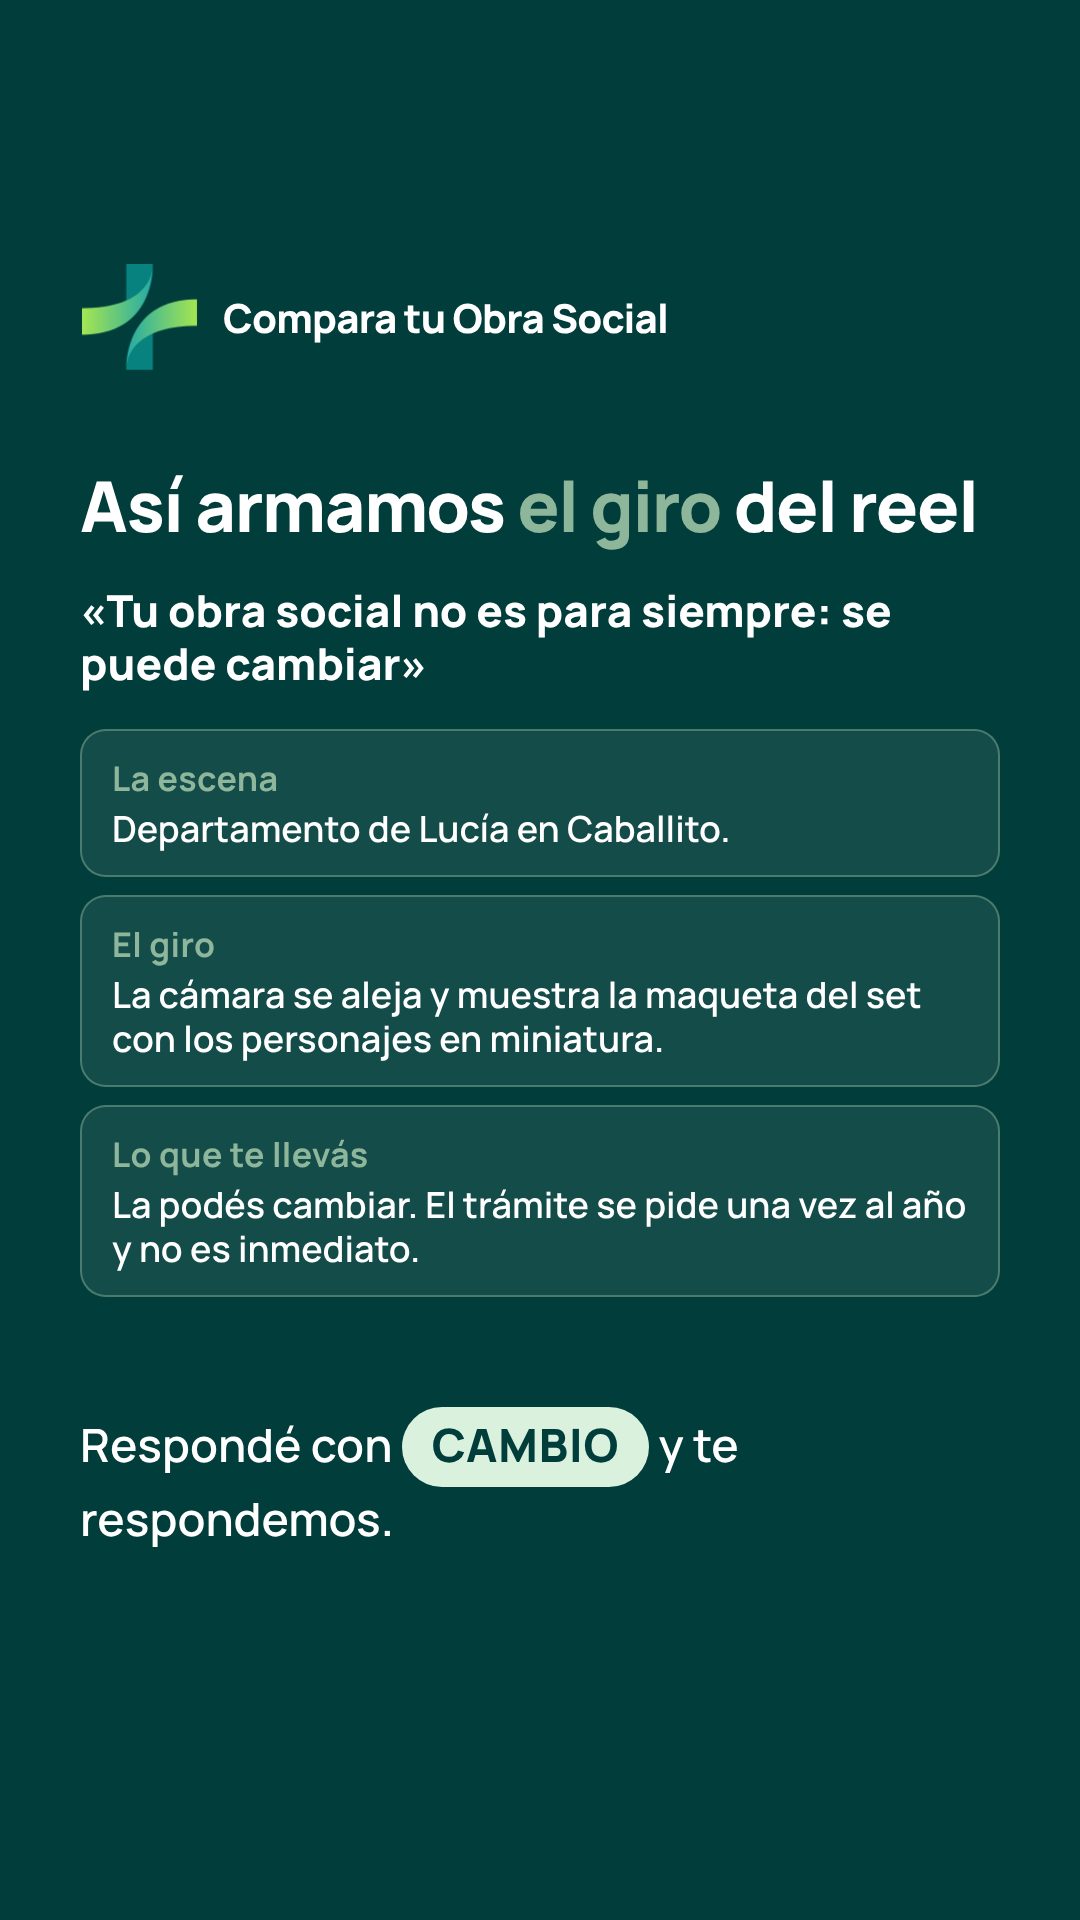 Compara tu Obra Social
Así armamos el giro del reel
«Tu obra social no es para siempre: se
puede cambiar»
La escena
Departamento de Lucía en Caballito.
El giro
La cámara se aleja y muestra la maqueta del set
con los personajes en miniatura.
Lo que te llevás
La podés cambiar. El trámite se pide una vez al año
y no es inmediato.
Respondé con CAMBIO y te
respondemos.